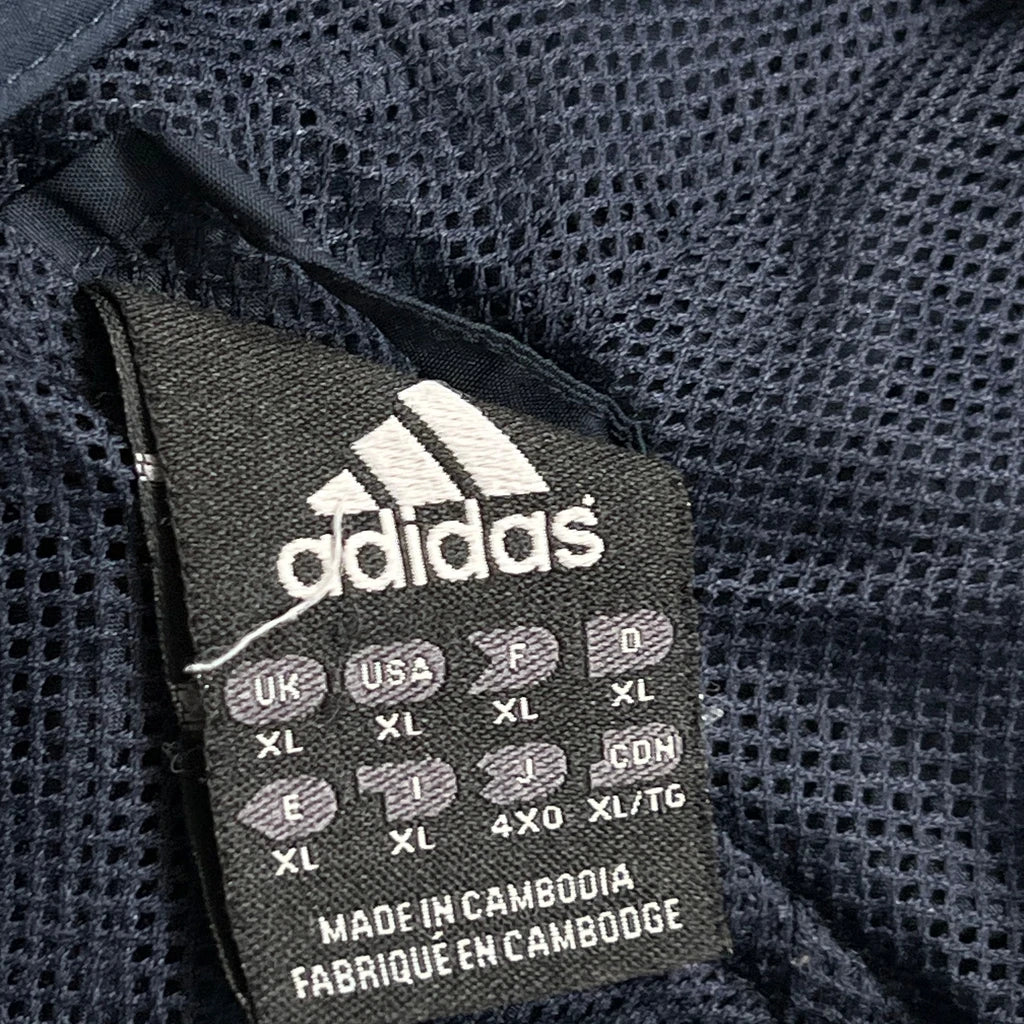 adidas
UK USA F D
XL XL XL XL
E I J CDN
XL XL 4XO XL/TG
MADE IN CAMBODIA
FABRIQUÉ EN CAMBODGE